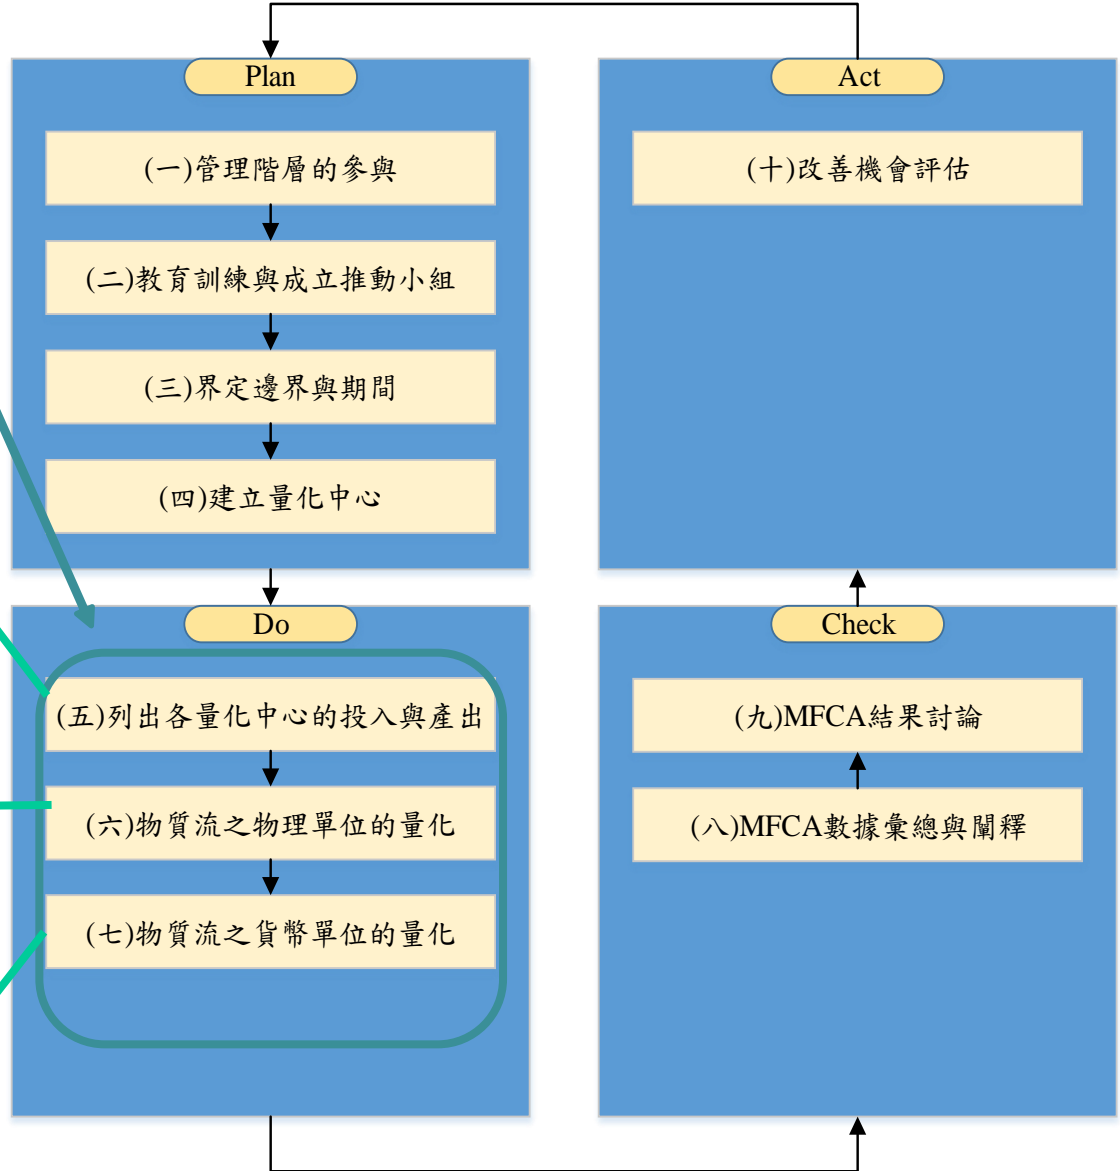 Plan
(一)管理階層的參與
(二)教育訓練與成立推動小組
(三)界定邊界與期間
(四)建立量化中心
Do
(五)列出各量化中心的投入與產出
(六)物質流之物理單位的量化
(七)物質流之貨幣單位的量化
Act
(十)改善機會評估
Check
(九)MFCA結果討論
(八)MFCA數據彙總與闡釋